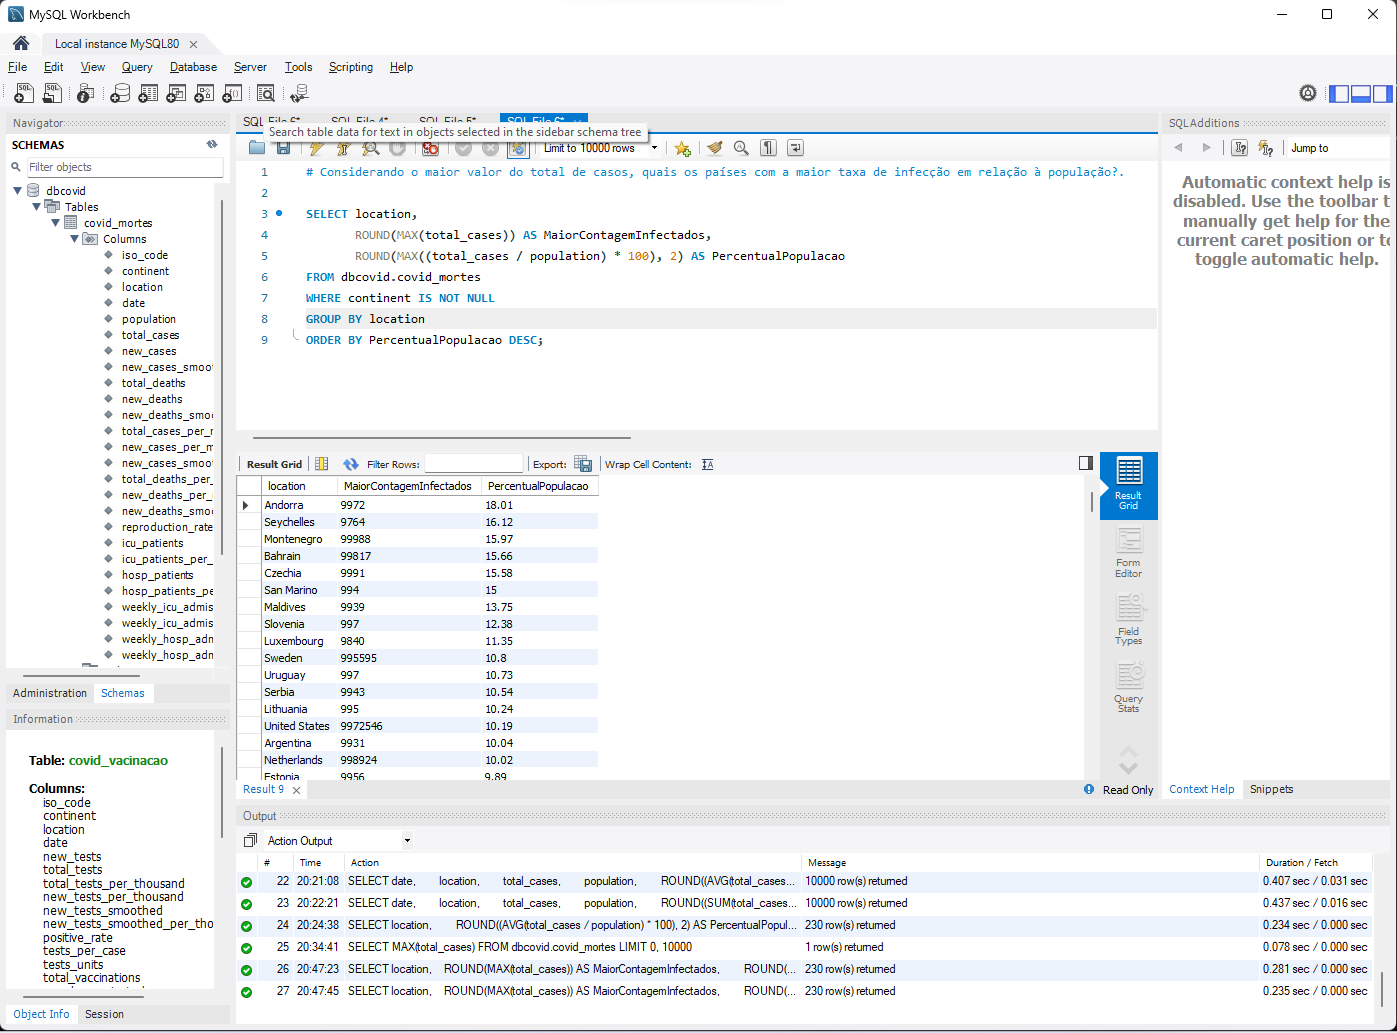 MySQL Workbench
Local instance MySQL80
File Edit View Query Database Server Tools Scripting Help
Navigator
SCHEMAS
Filter objects
dbcovid
Tables
covid_mortes
Columns
iso_code
continent
location
date
population
total_cases
new_cases
new_cases_smoot
total_deaths
new_deaths
new_deaths_smo
total_cases_per_m
new_cases_per_m
new_cases_smoot
total_deaths_per_
new_deaths_per_
new_deaths_smo
reproduction_rate
icu_patients
icu_patients_per_
hosp_patients
hosp_patients_pe
weekly_icu_admis
weekly_icu_admis
weekly_hosp_adn
weekly_hosp_adn
Administration Schemas
Information
Table: covid_vacinacao
Columns:
iso_code
continent
location
date
new_tests
total_tests
total_tests_per_thousand
new_tests_per_thousand
new_tests_smoothed
new_tests_smoothed_per_tho
positive_rate
tests_per_case
tests_units
total_vaccinations
Object Info Session
SQL File 6*
Search table data for text in objects selected in the sidebar schema tree
Limit to 10000 rows
1 # Considerando o maior valor do total de casos, quais os países com a maior taxa de infecção em relação à população?.
2
3 SELECT location,
4 ROUND(MAX(total_cases)) AS MaiorContagemInfectados,
5 ROUND(MAX((total_cases / population) * 100), 2) AS PercentualPopulacao
6 FROM dbcovid.covid_mortes
7 WHERE continent IS NOT NULL
8 GROUP BY location
9 ORDER BY PercentualPopulacao DESC;
Result Grid Filter Rows: Export: Wrap Cell Content:
location MaiorContagemInfectados PercentualPopulacao
Andorra 9972 18.01
Seychelles 9764 16.12
Montenegro 99988 15.97
Bahrain 99817 15.66
Czechia 9991 15.58
San Marino 994 15
Maldives 9939 13.75
Slovenia 997 12.38
Luxembourg 9840 11.35
Sweden 995595 10.8
Uruguay 997 10.73
Serbia 9943 10.54
Lithuania 995 10.24
United States 9972546 10.19
Argentina 9931 10.04
Netherlands 998924 10.02
Estonia 9956 9.89
Result Grid
Form Editor
Field Types
Query Stats
Result 9
Read Only
SQLAdditions
Jump to
Automatic context help is
disabled. Use the toolbar t
manually get help for the
current caret position or to
toggle automatic help.
Context Help Snippets
Output
Action Output
# Time Action Message Duration / Fetch
22 20:21:08 SELECT date, location, total_cases, population, ROUND((AVG(total_cases... 10000 row(s) returned 0.407 sec / 0.031 sec
23 20:22:21 SELECT date, location, total_cases, population, ROUND((SUM(total_cases... 10000 row(s) returned 0.437 sec / 0.016 sec
24 20:24:38 SELECT location, ROUND((AVG(total_cases / population) * 100), 2) AS PercentualPopul... 230 row(s) returned 0.234 sec / 0.000 sec
25 20:34:41 SELECT MAX(total_cases) FROM dbcovid.covid_mortes LIMIT 0, 10000 1 row(s) returned 0.078 sec / 0.000 sec
26 20:47:23 SELECT location, ROUND(MAX(total_cases)) AS MaiorContagemInfectados, ROUND(... 230 row(s) returned 0.281 sec / 0.000 sec
27 20:47:45 SELECT location, ROUND(MAX(total_cases)) AS MaiorContagemInfectados, ROUND(... 230 row(s) returned 0.235 sec / 0.000 sec